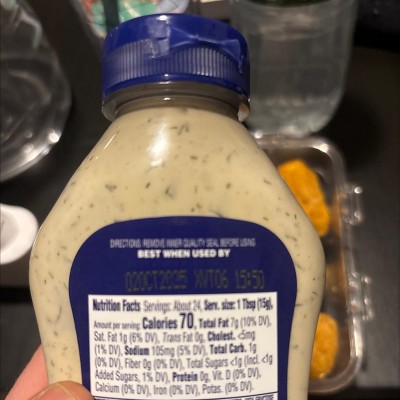 DIRECTIONS: REMOVE INNER QUALITY SEAL BEFORE USING
BEST WHEN USED BY
02OCT2025 XVT06 15:50
Nutrition Facts Servings: About 24, Serv. size: 1 Tbsp (15g),
Amount per serving: Calories 70, Total Fat 7g (10% DV),
Sat. Fat 1g (6% DV), Trans Fat 0g, Cholest. <5mg
(1% DV), Sodium 105mg (5% DV), Total Carb. 1g
(0% DV), Fiber 0g (0% DV), Total Sugars <1g (Incl. <1g
Added Sugars, 1% DV), Protein 0g, Vit. D (0% DV),
Calcium (0% DV), Iron (0% DV), Potas. (0% DV).